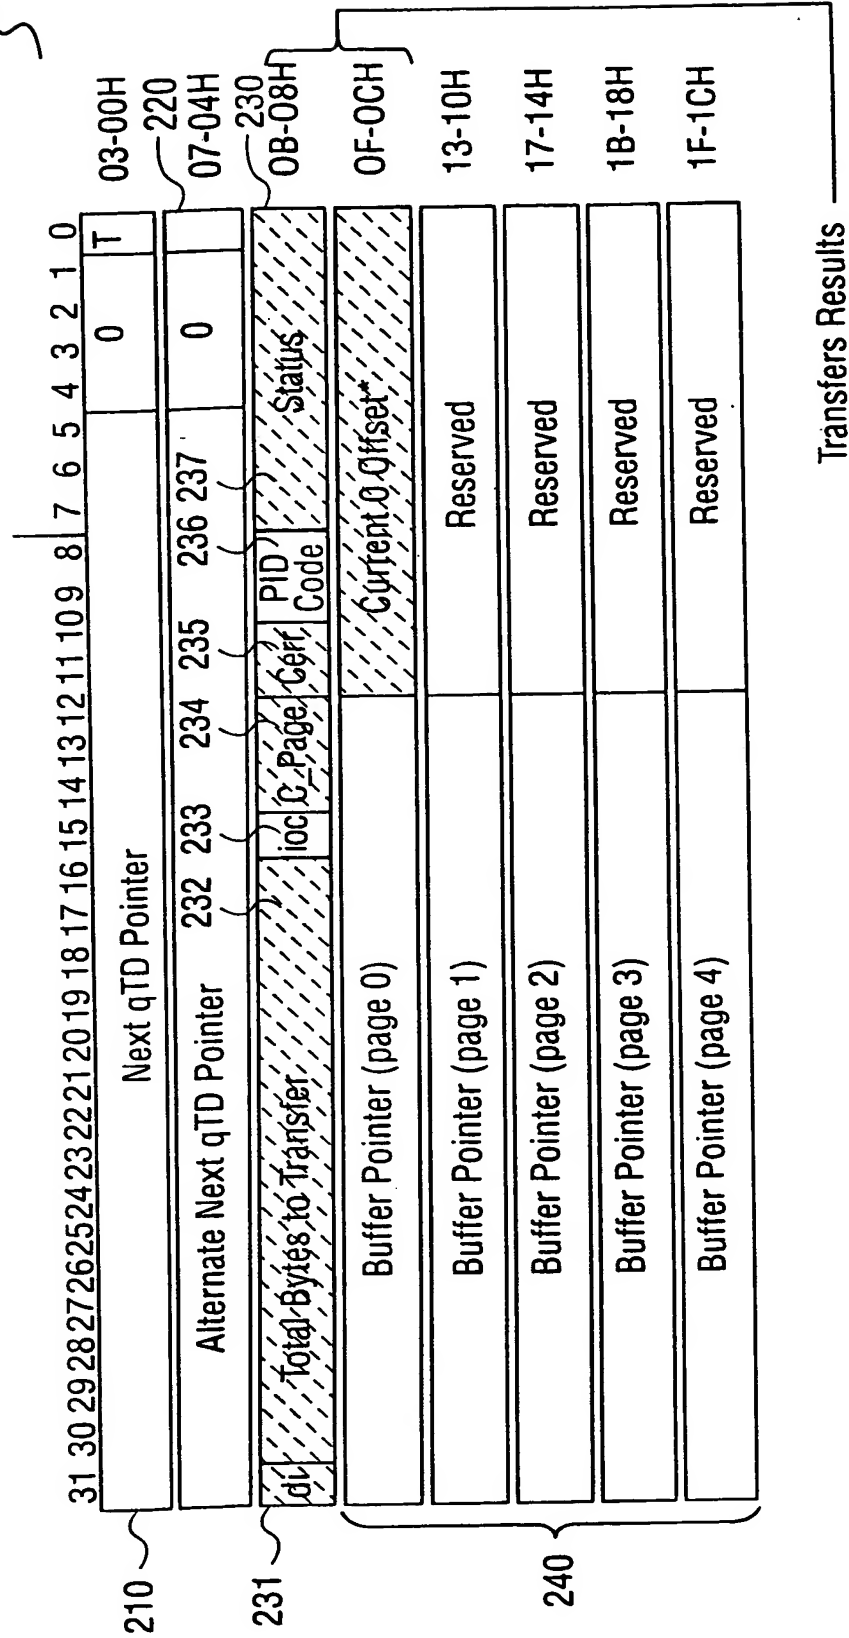 31 30 29 28 27 26 25 24 23 22 21 20 19 18 17 16 15 14 13 12 11 10 9 8 7 6 5 4 3 2 1 0
210
Next qTD Pointer
0
T
03-00H
220
Alternate Next qTD Pointer
0
07-04H
232 233 234 235 236 237
230
231
dt
Total Bytes to Transfer
ioc
C_Page
Cerr
PID Code
Status
0B-08H
240
Buffer Pointer (page 0)
Current 0 Offset*
0F-0CH
Buffer Pointer (page 1)
Reserved
13-10H
Buffer Pointer (page 2)
Reserved
17-14H
Buffer Pointer (page 3)
Reserved
1B-18H
Buffer Pointer (page 4)
Reserved
1F-1CH
Transfers Results